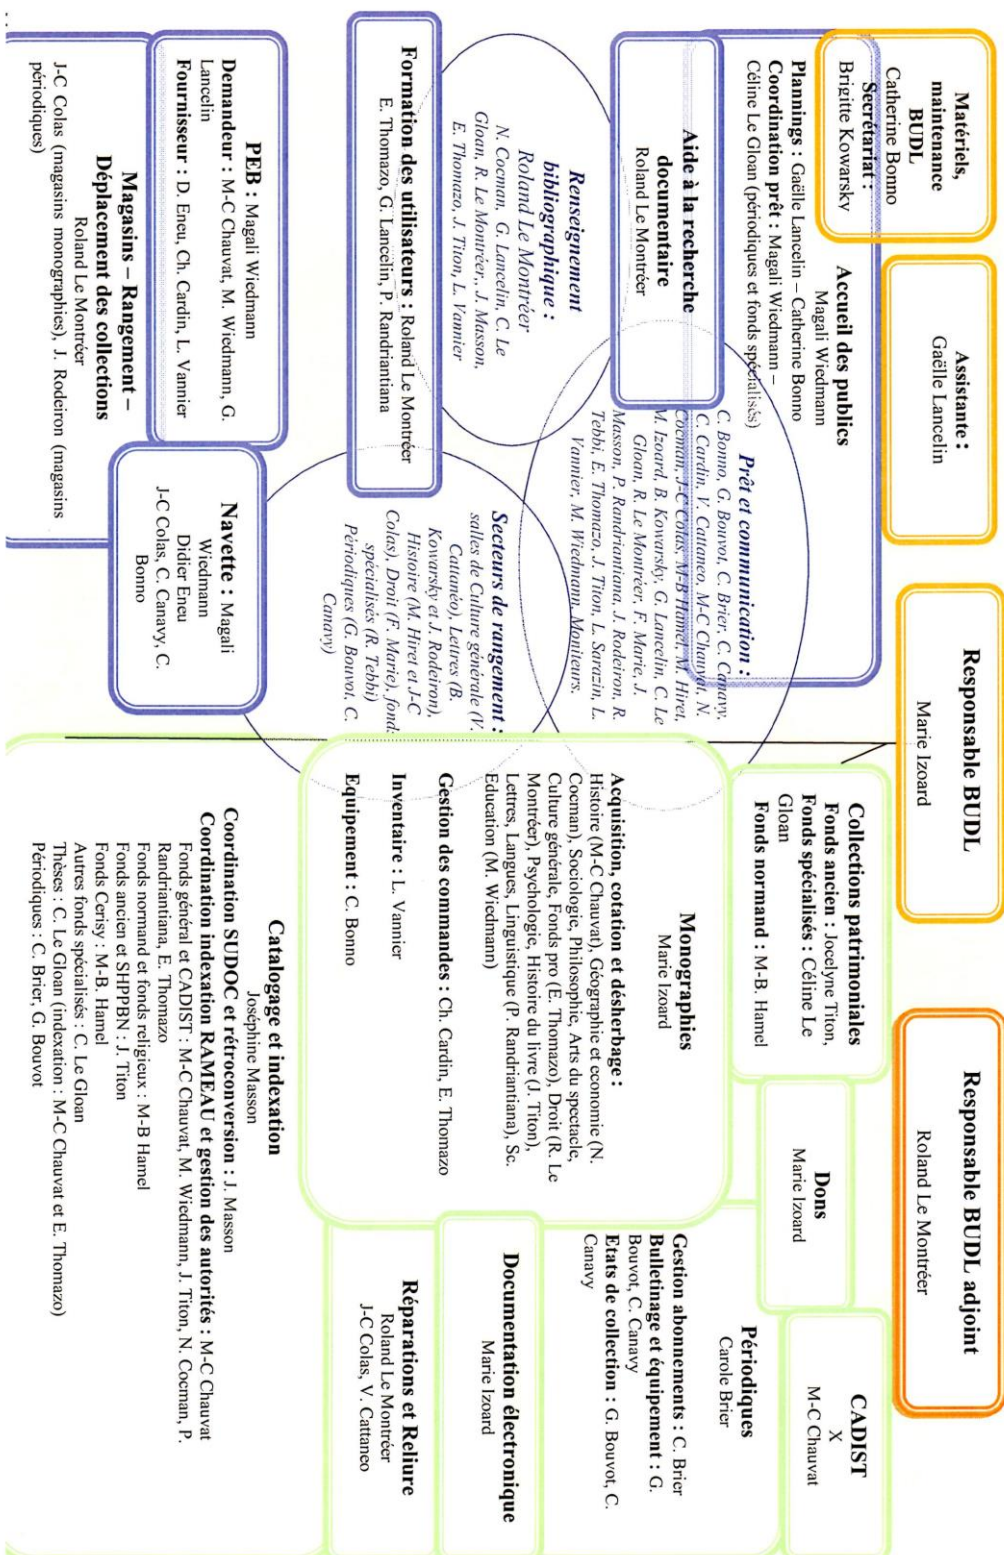 Matériels,
maintenance
BUDL
Catherine Bonno
Secrétariat :
Brigitte Kowarsky
Assistante :
Gaëlle Lancelin
Responsable BUDL
Marie Izoard
Responsable BUDL adjoint
Roland Le Montréer
Accueil des publics
Magali Wiedmann
Plannings : Gaëlle Lancelin – Catherine Bonno
Coordination prêt : Magali Wiedmann –
Céline Le Gloan (périodiques et fonds spécialisés)
Aide à la recherche
documentaire
Roland Le Montréer
Prêt et communication :
C. Bonno, G. Bouvot, C. Brier, C. Canavy,
C. Cardin, V. Cattaneo, M-C Chauvat, N.
Cocman, J-C Colas, M-B Hamel, M. Hiret,
M. Izoard, B. Kowarsky, G. Lancelin, C. Le
Gloan, R. Le Montréer, F. Marie, J.
Masson, P. Randriantiana, J. Rodeiron, R.
Tebbi, E. Thomazo, J. Titon, L. Sarazin, L.
Vannier, M. Wiedmann, Moniteurs.
Renseignement
bibliographique :
Roland Le Montréer
N. Cocman, G. Lancelin, C. Le
Gloan, R. Le Montréer,, J. Masson,
E. Thomazo, J. Titon, L. Vannier
Formation des utilisateurs : Roland Le Montréer
E. Thomazo, G. Lancelin, P. Randriantiana
Secteurs de rangement :
salles de Culture générale (V.
Cattanéo), Lettres (B.
Kowarsky et J. Rodeiron),
Histoire (M. Hiret et J-C
Colas), Droit (F. Marie), fonds
spécialisés (R. Tebbi)
Périodiques (G. Bouvot, C.
Canavy)
PEB : Magali Wiedmann
Demandeur : M-C Chauvat, M. Wiedmann, G.
Lancelin
Fournisseur : D. Eneu, Ch. Cardin, L. Vannier
Navette : Magali
Wiedmann
Didier Eneu
J-C Colas, C. Canavy, C.
Bonno
Magasins – Rangement –
Déplacement des collections
Roland Le Montréer
J-C Colas (magasins monographies), J. Rodeiron (magasins
périodiques)
Collections patrimoniales
Fonds ancien : Jocelyne Titon,
Fonds spécialisés : Céline Le
Gloan
Fonds normand : M-B. Hamel
Dons
Marie Izoard
CADIST
X
M-C Chauvat
Monographies
Marie Izoard
Acquisition, cotation et désherbage :
Histoire (M-C Chauvat), Géographie et economie (N.
Cocman), Sociologie, Philosophie, Arts du spectacle,
Culture générale, Fonds pro (E. Thomazo), Droit (R. Le
Montréer), Psychologie, Histoire du livre (J. Titon),
Lettres, Langues, Linguistique (P. Randriantiana), Sc.
Education (M. Wiedmann)
Gestion des commandes : Ch. Cardin, E. Thomazo
Inventaire : L. Vannier
Equipement : C. Bonno
Périodiques
Carole Brier
Gestion abonnements : C. Brier
Bulletinage et équipement : G.
Bouvot, C. Canavy
Etats de collection : G. Bouvot, C.
Canavy
Documentation électronique
Marie Izoard
Réparations et Reliure
Roland Le Montréer
J-C Colas, V. Cattaneo
Catalogage et indexation
Joséphine Masson
Coordination SUDOC et rétroconversion : J. Masson
Coordination indexation RAMEAU et gestion des autorités : M-C Chauvat
Fonds général et CADIST : M-C Chauvat, M. Wiedmann, J. Titon, N. Cocman, P.
Randriantiana, E. Thomazo
Fonds normand et fonds religieux : M-B Hamel
Fonds ancien et SHPPBN : J. Titon
Fonds Cerisy : M-B. Hamel
Autres fonds spécialisés : C. Le Gloan
Thèses : C. Le Gloan (indexation : M-C Chauvat et E. Thomazo)
Périodiques : C. Brier, G. Bouvot